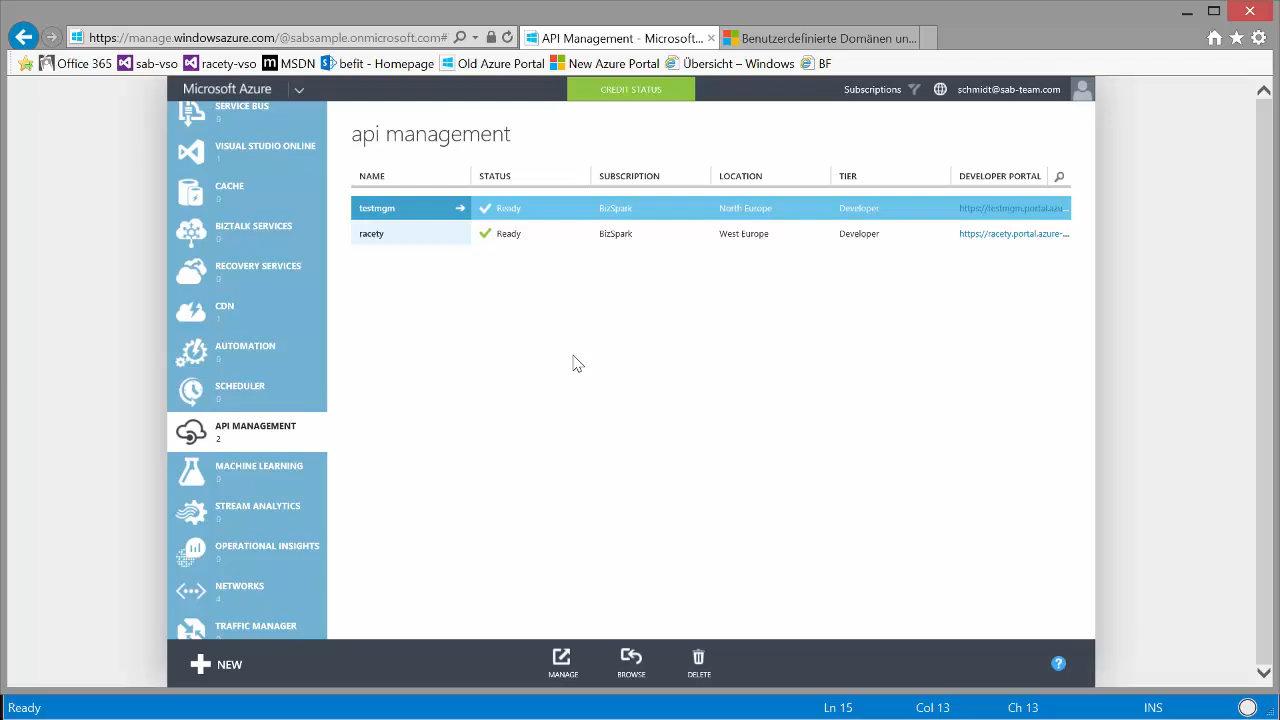 https://manage.windowsazure.com/@sabsample.onmicrosoft.com#
API Management - Microsoft...
Benutzerdefinierte Domänen un...
Office 365
sab-vso
racety-vso
MSDN
befit - Homepage
Old Azure Portal
New Azure Portal
Übersicht – Windows
BF
Microsoft Azure
CREDIT STATUS
Subscriptions
schmidt@sab-team.com
SERVICE BUS
0
VISUAL STUDIO ONLINE
1
CACHE
0
BIZTALK SERVICES
0
RECOVERY SERVICES
0
CDN
1
AUTOMATION
0
SCHEDULER
0
API MANAGEMENT
2
MACHINE LEARNING
0
STREAM ANALYTICS
0
OPERATIONAL INSIGHTS
0
NETWORKS
4
TRAFFIC MANAGER
api management
NAME STATUS SUBSCRIPTION LOCATION TIER DEVELOPER PORTAL
testmgm Ready BizSpark North Europe Developer https://testmgm.portal.azu...
racety Ready BizSpark West Europe Developer https://racety.portal.azure-...
NEW
MANAGE
BROWSE
DELETE
?
Ready Ln 15 Col 13 Ch 13 INS